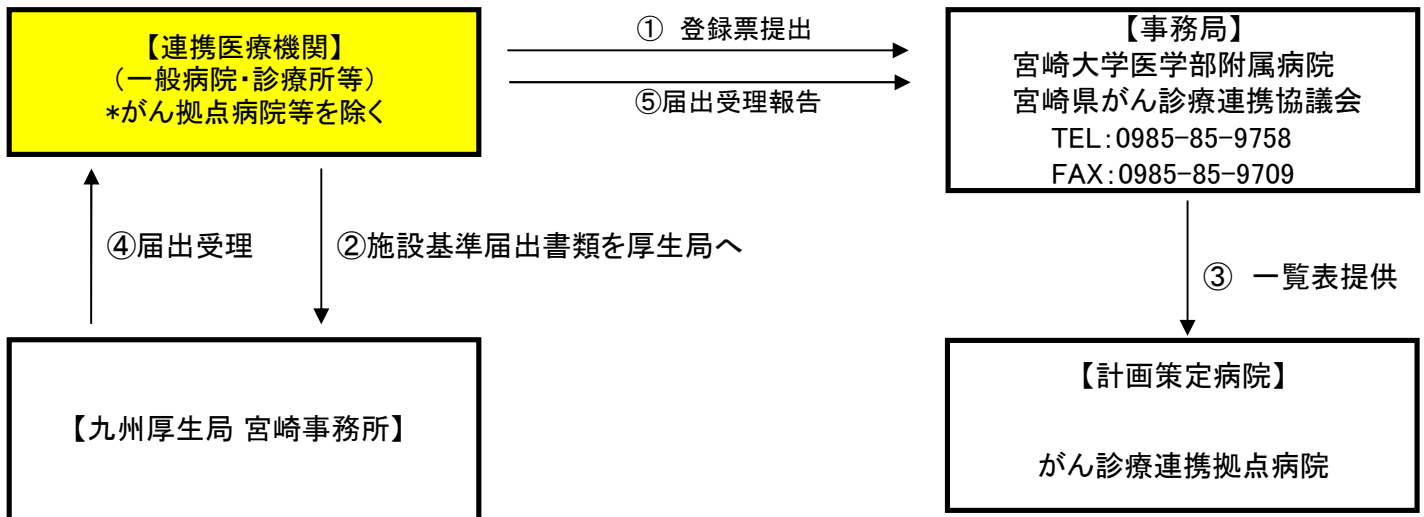 【連携医療機関】
（一般病院・診療所等）
*がん拠点病院等を除く
① 登録票提出
⑤届出受理報告
【事務局】
宮崎大学医学部附属病院
宮崎県がん診療連携協議会
TEL：0985-85-9758
FAX：0985-85-9709
④届出受理
②施設基準届出書類を厚生局へ
③ 一覧表提供
【九州厚生局 宮崎事務所】
【計画策定病院】
がん診療連携拠点病院